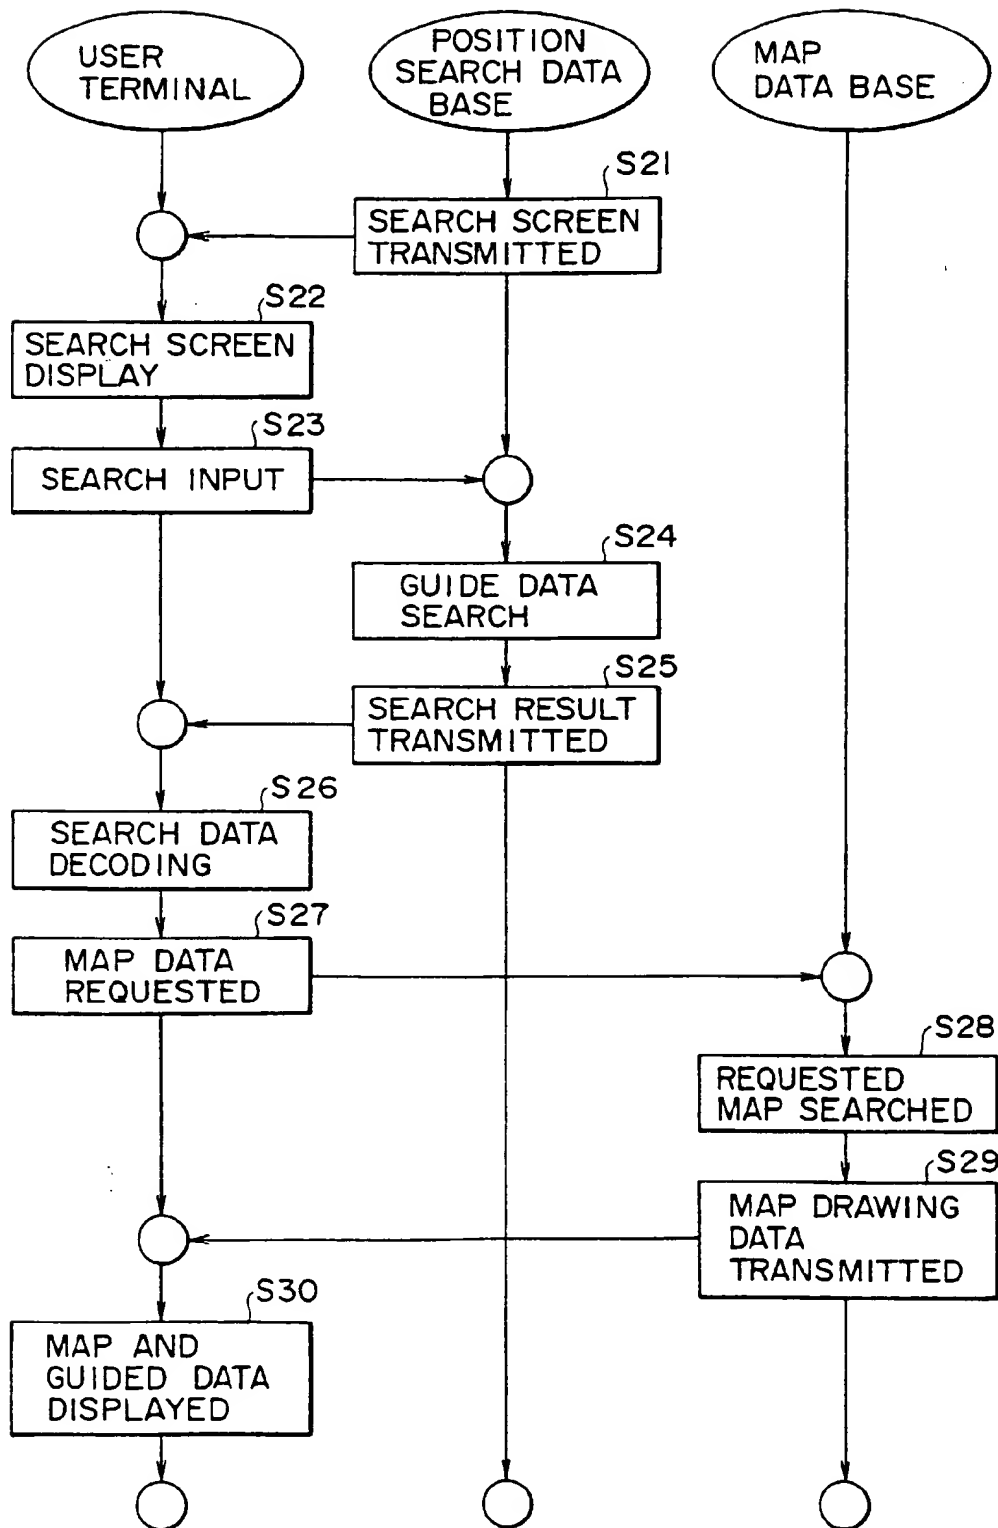 USER
TERMINAL
POSITION
SEARCH DATA
BASE
MAP
DATA BASE
S21
SEARCH SCREEN
TRANSMITTED
S22
SEARCH SCREEN
DISPLAY
S23
SEARCH INPUT
S24
GUIDE DATA
SEARCH
S25
SEARCH RESULT
TRANSMITTED
S26
SEARCH DATA
DECODING
S27
MAP DATA
REQUESTED
S28
REQUESTED
MAP SEARCHED
S29
MAP DRAWING
DATA
TRANSMITTED
S30
MAP AND
GUIDED DATA
DISPLAYED